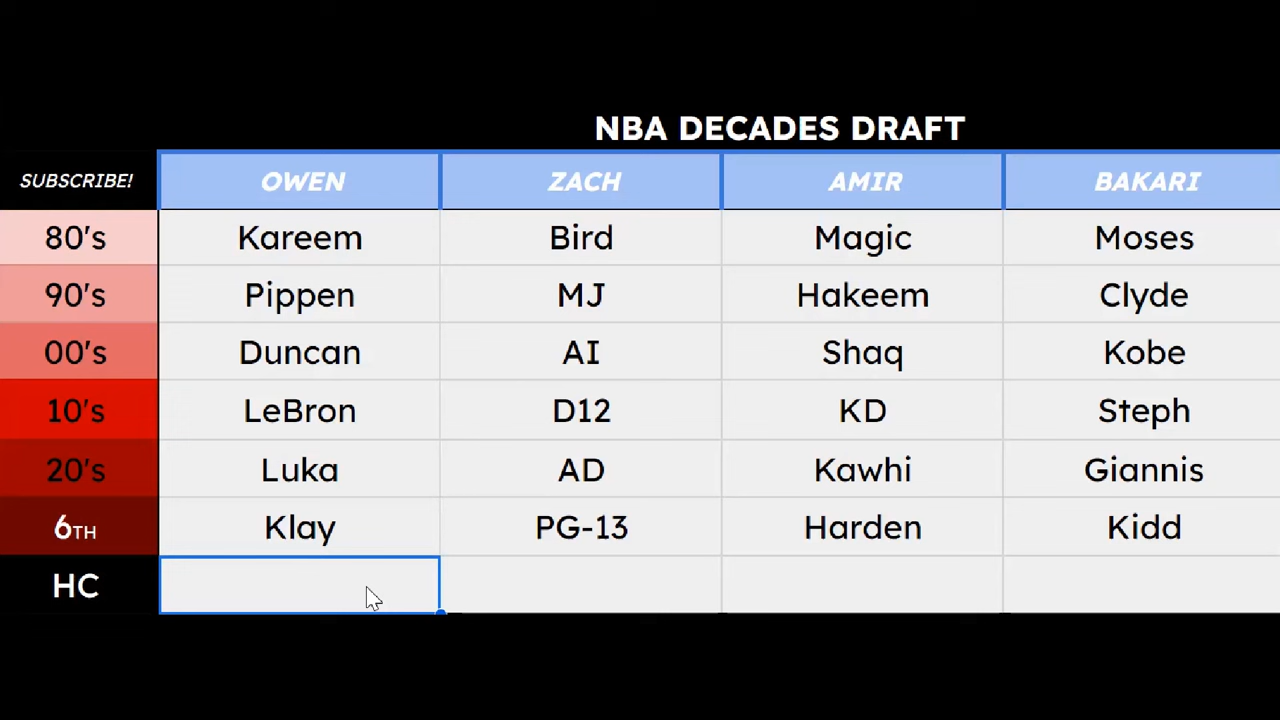 NBA DECADES DRAFT
SUBSCRIBE! OWEN ZACH AMIR BAKARI
80's Kareem Bird Magic Moses
90's Pippen MJ Hakeem Clyde
00's Duncan AI Shaq Kobe
10's LeBron D12 KD Steph
20's Luka AD Kawhi Giannis
6TH Klay PG-13 Harden Kidd
HC